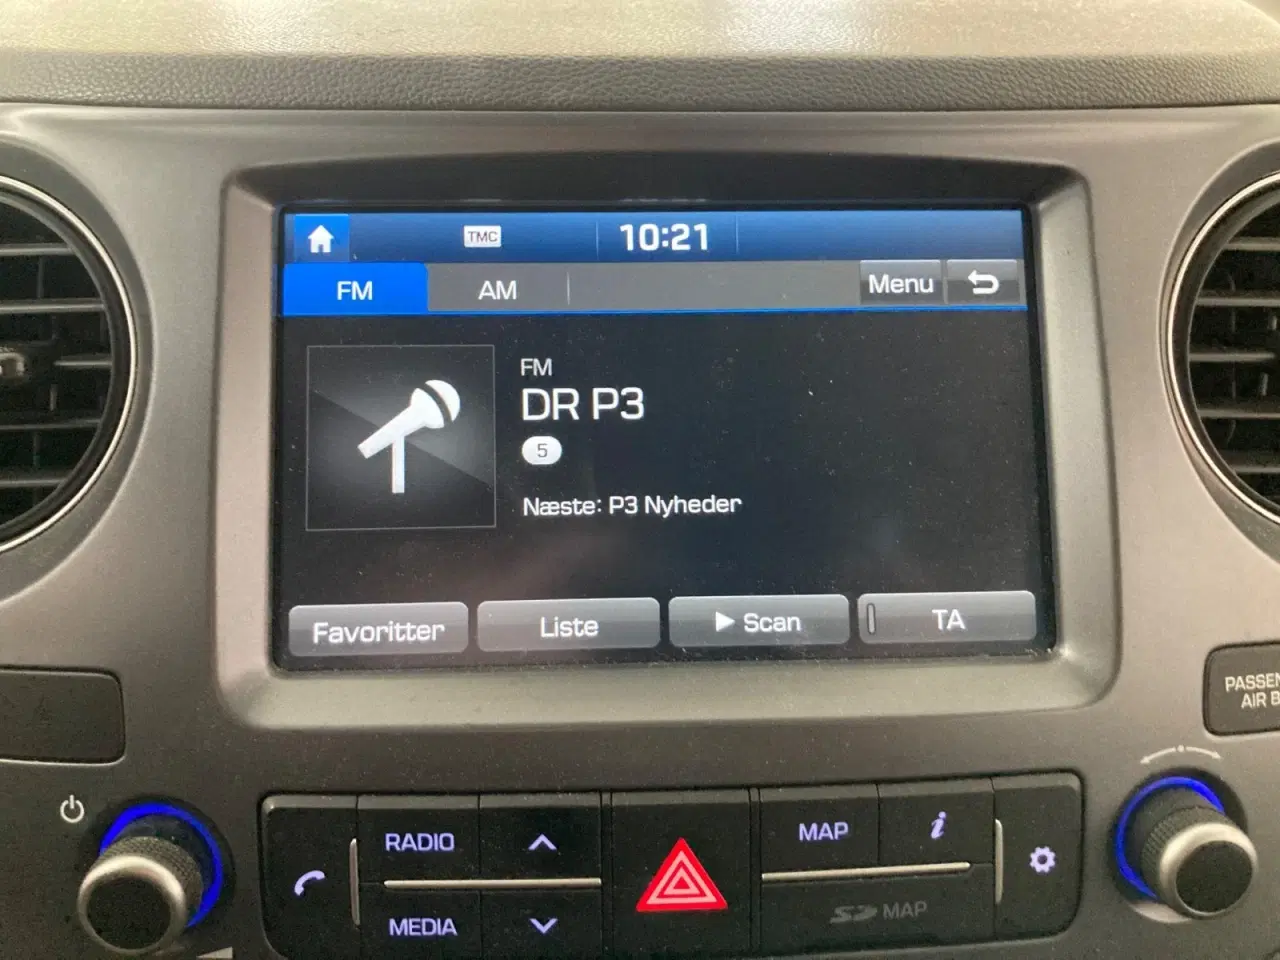 TMC 10:21
FM AM Menu
FM
DR P3
5
Næste: P3 Nyheder
Favoritter Liste Scan TA
AIR
RADIO MAP i
MEDIA SD MAP